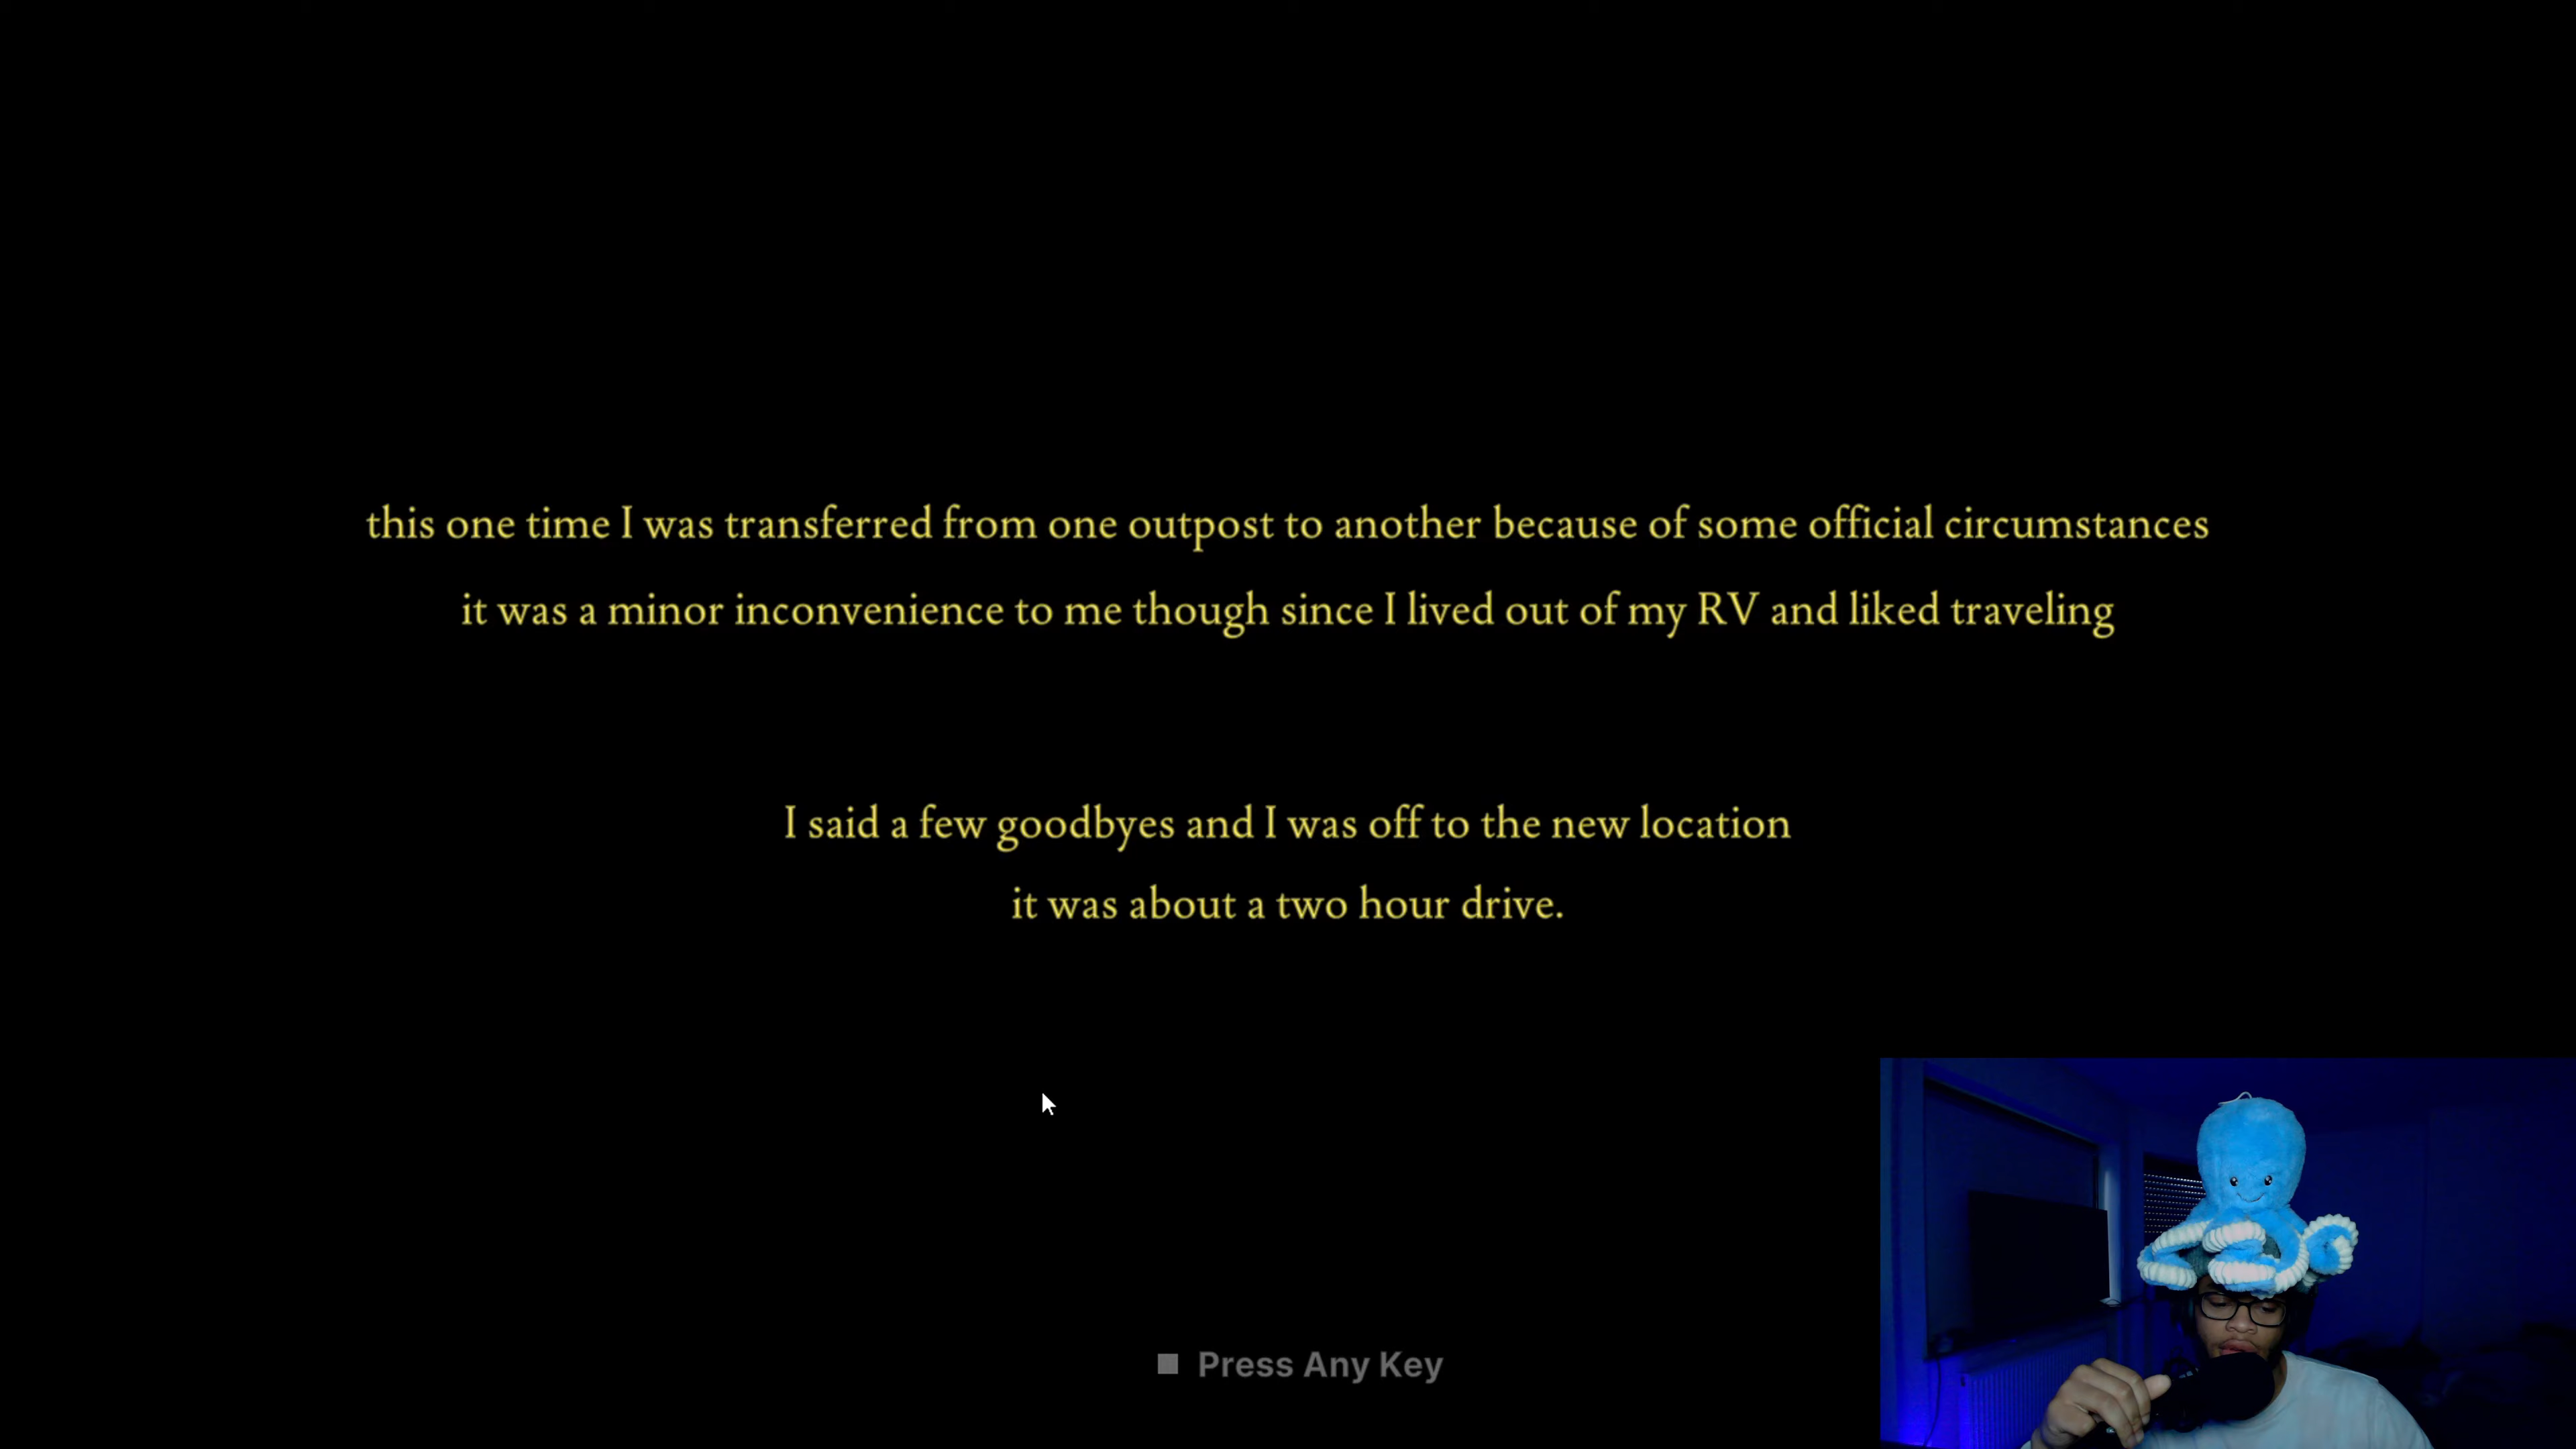 this one time I was transferred from one outpost to another because of some official circumstances
it was a minor inconvenience to me though since I lived out of my RV and liked traveling
I said a few goodbyes and I was off to the new location
it was about a two hour drive.
Press Any Key